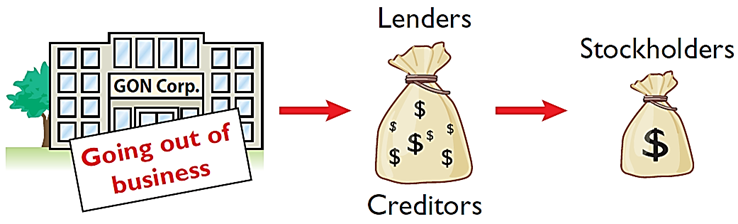 GON Corp.
Going out of
business
Lenders
$
$ $ $ $
$ $
Creditors
Stockholders
$